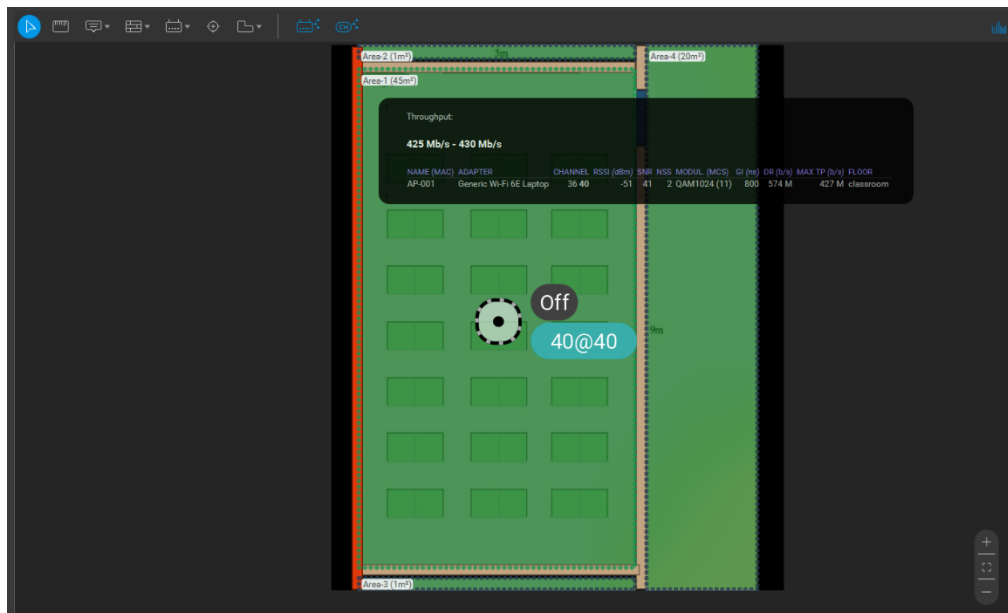 Area-2 (1m²)
5m
Area-4 (20m²)
Area-1 (45m²)
Throughput:
425 Mb/s - 430 Mb/s
NAME (MAC) ADAPTER CHANNEL RSSI (dBm) SNR NSS MODUL. (MCS) GI (ns) DR (b/s) MAX TP (b/s) FLOOR
AP-001 Generic Wi-Fi 6E Laptop 36 40 -51 41 2 QAM1024 (11) 800 574 M 427 M classroom
Off
40@40
9m
Area-3 (1m²)